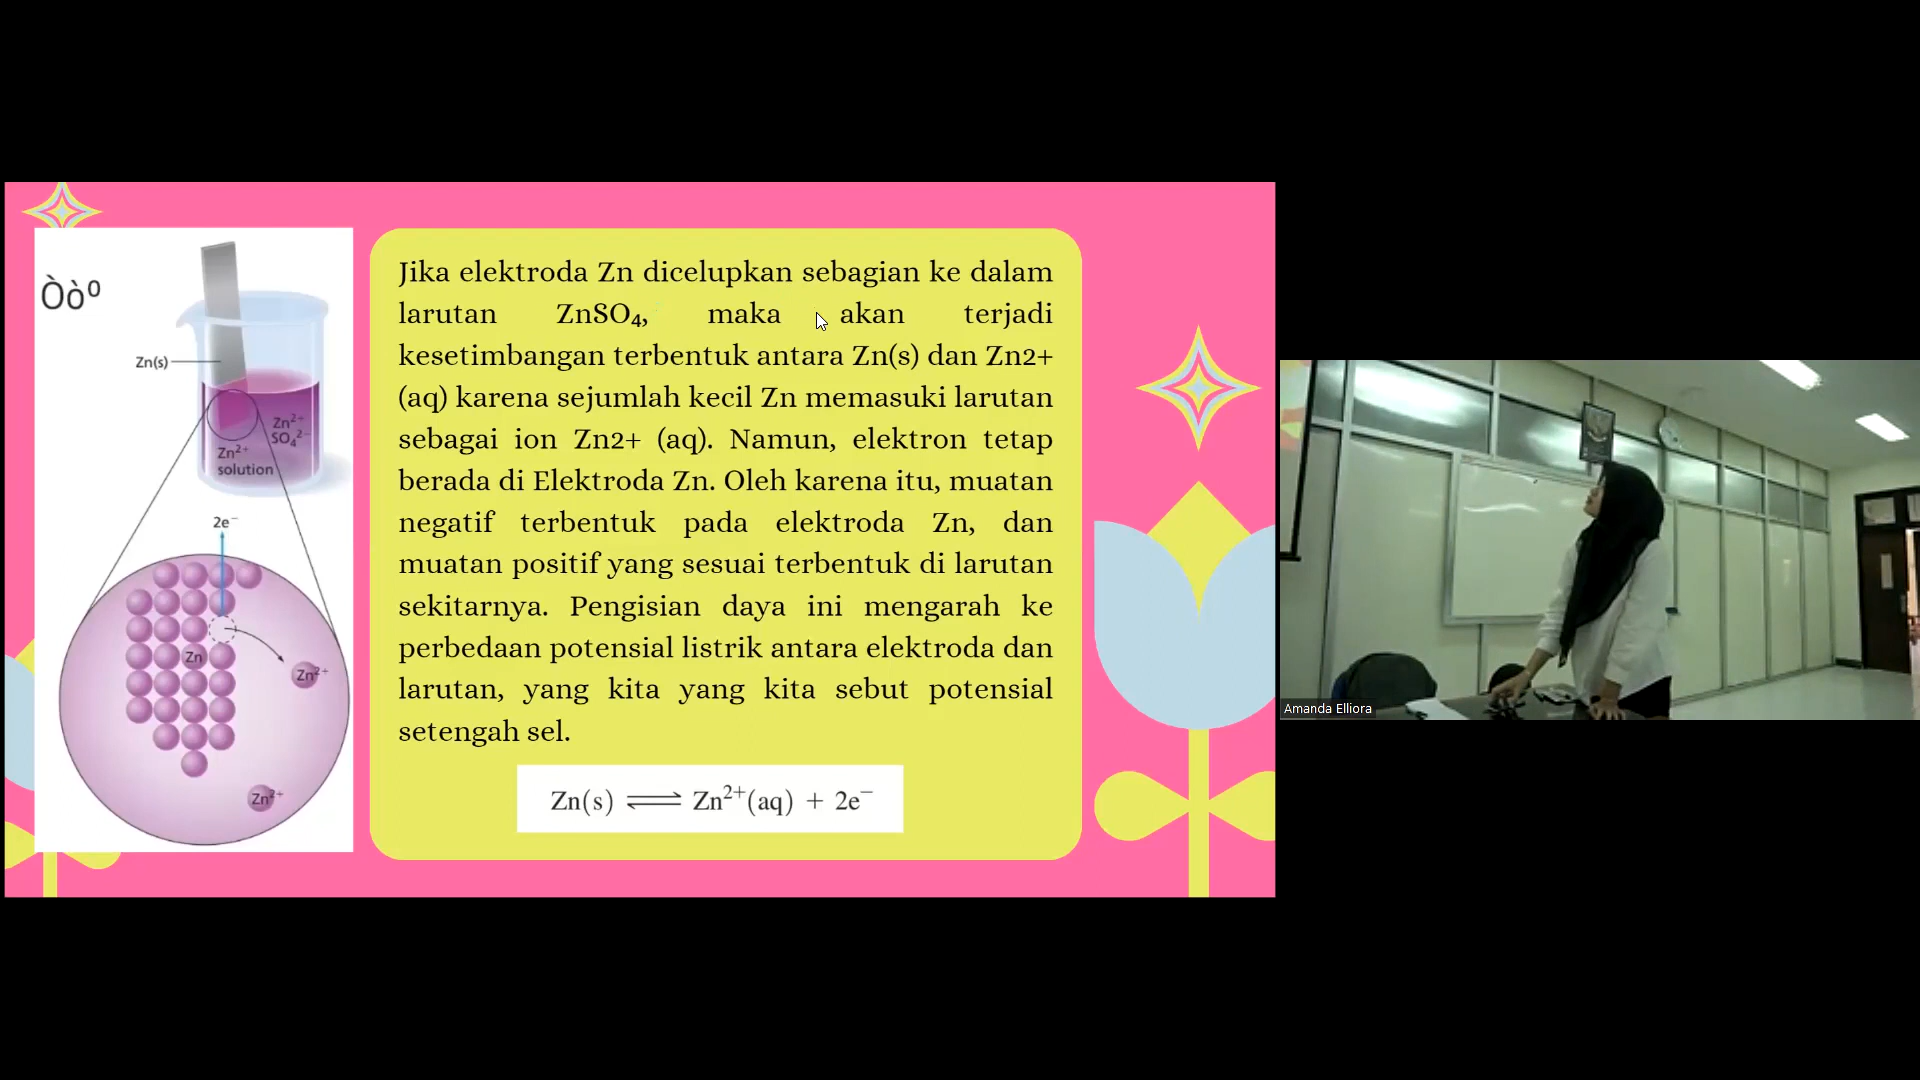 Òò⁰
Zn(s)
Zn²⁺
SO₄²⁻
Zn²⁺
solution
2e⁻
Zn
Zn²⁺
Zn²⁺
Jika elektroda Zn dicelupkan sebagian ke dalam
larutan ZnSO₄, maka akan terjadi
kesetimbangan terbentuk antara Zn(s) dan Zn2+
(aq) karena sejumlah kecil Zn memasuki larutan
sebagai ion Zn2+ (aq). Namun, elektron tetap
berada di Elektroda Zn. Oleh karena itu, muatan
negatif terbentuk pada elektroda Zn, dan
muatan positif yang sesuai terbentuk di larutan
sekitarnya. Pengisian daya ini mengarah ke
perbedaan potensial listrik antara elektroda dan
larutan, yang kita yang kita sebut potensial
setengah sel.
Zn(s) ⇌ Zn²⁺(aq) + 2e⁻
Amanda Elliora